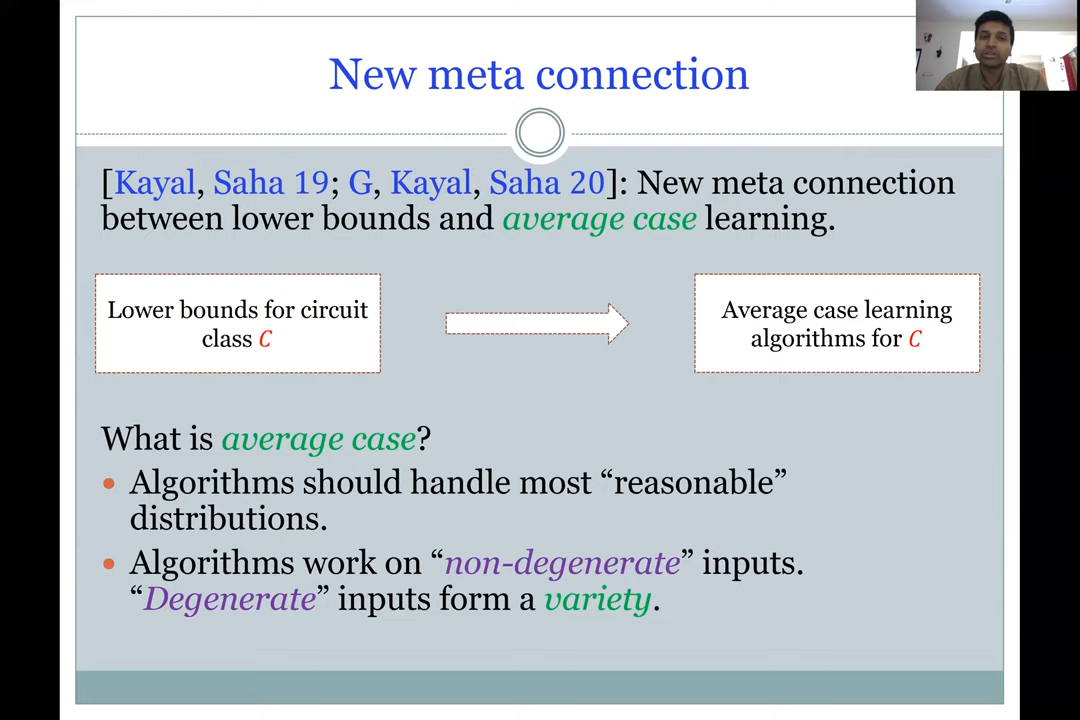 New meta connection
[Kayal, Saha 19; G, Kayal, Saha 20]: New meta connection
between lower bounds and average case learning.
Lower bounds for circuit
class C
Average case learning
algorithms for C
What is average case?
• Algorithms should handle most “reasonable”
distributions.
• Algorithms work on “non-degenerate” inputs.
“Degenerate” inputs form a variety.